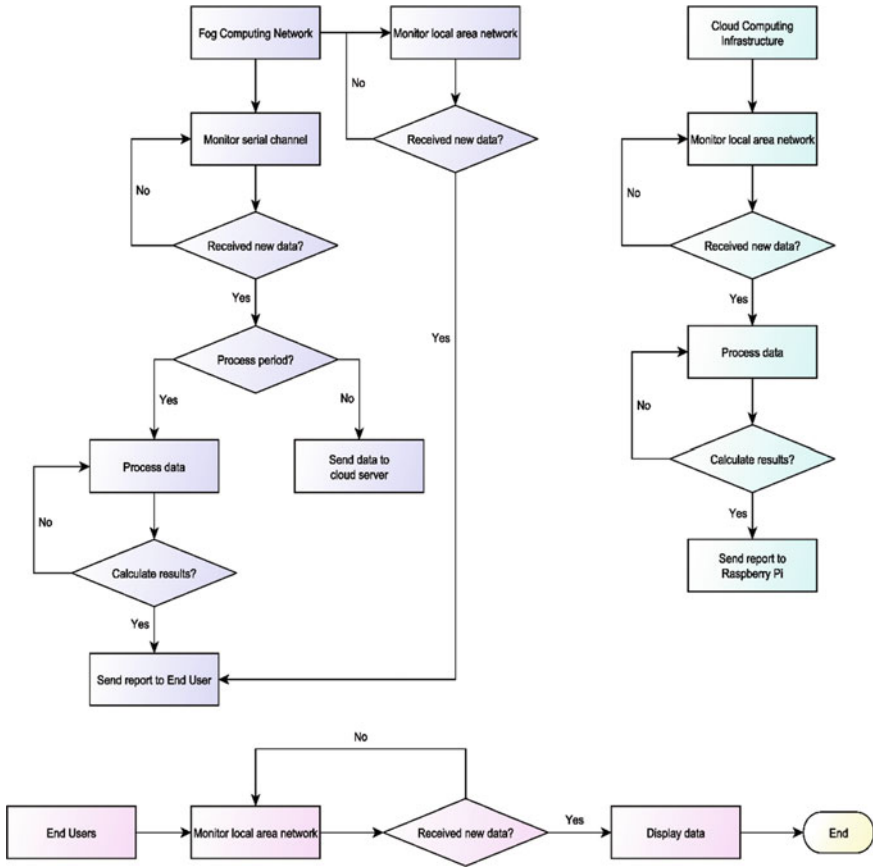 Fog Computing Network
Monitor local area network
No
Received new data?
Monitor serial channel
No
Received new data?
Yes
Yes
Process period?
Yes
No
Process data
Send data to
cloud server
No
Calculate results?
Yes
Send report to End User
Cloud Computing
Infrastructure
Monitor local area network
No
Received new data?
Yes
Process data
No
Calculate results?
Yes
Send report to
Raspberry Pi
No
End Users
Monitor local area network
Received new data?
Yes
Display data
End